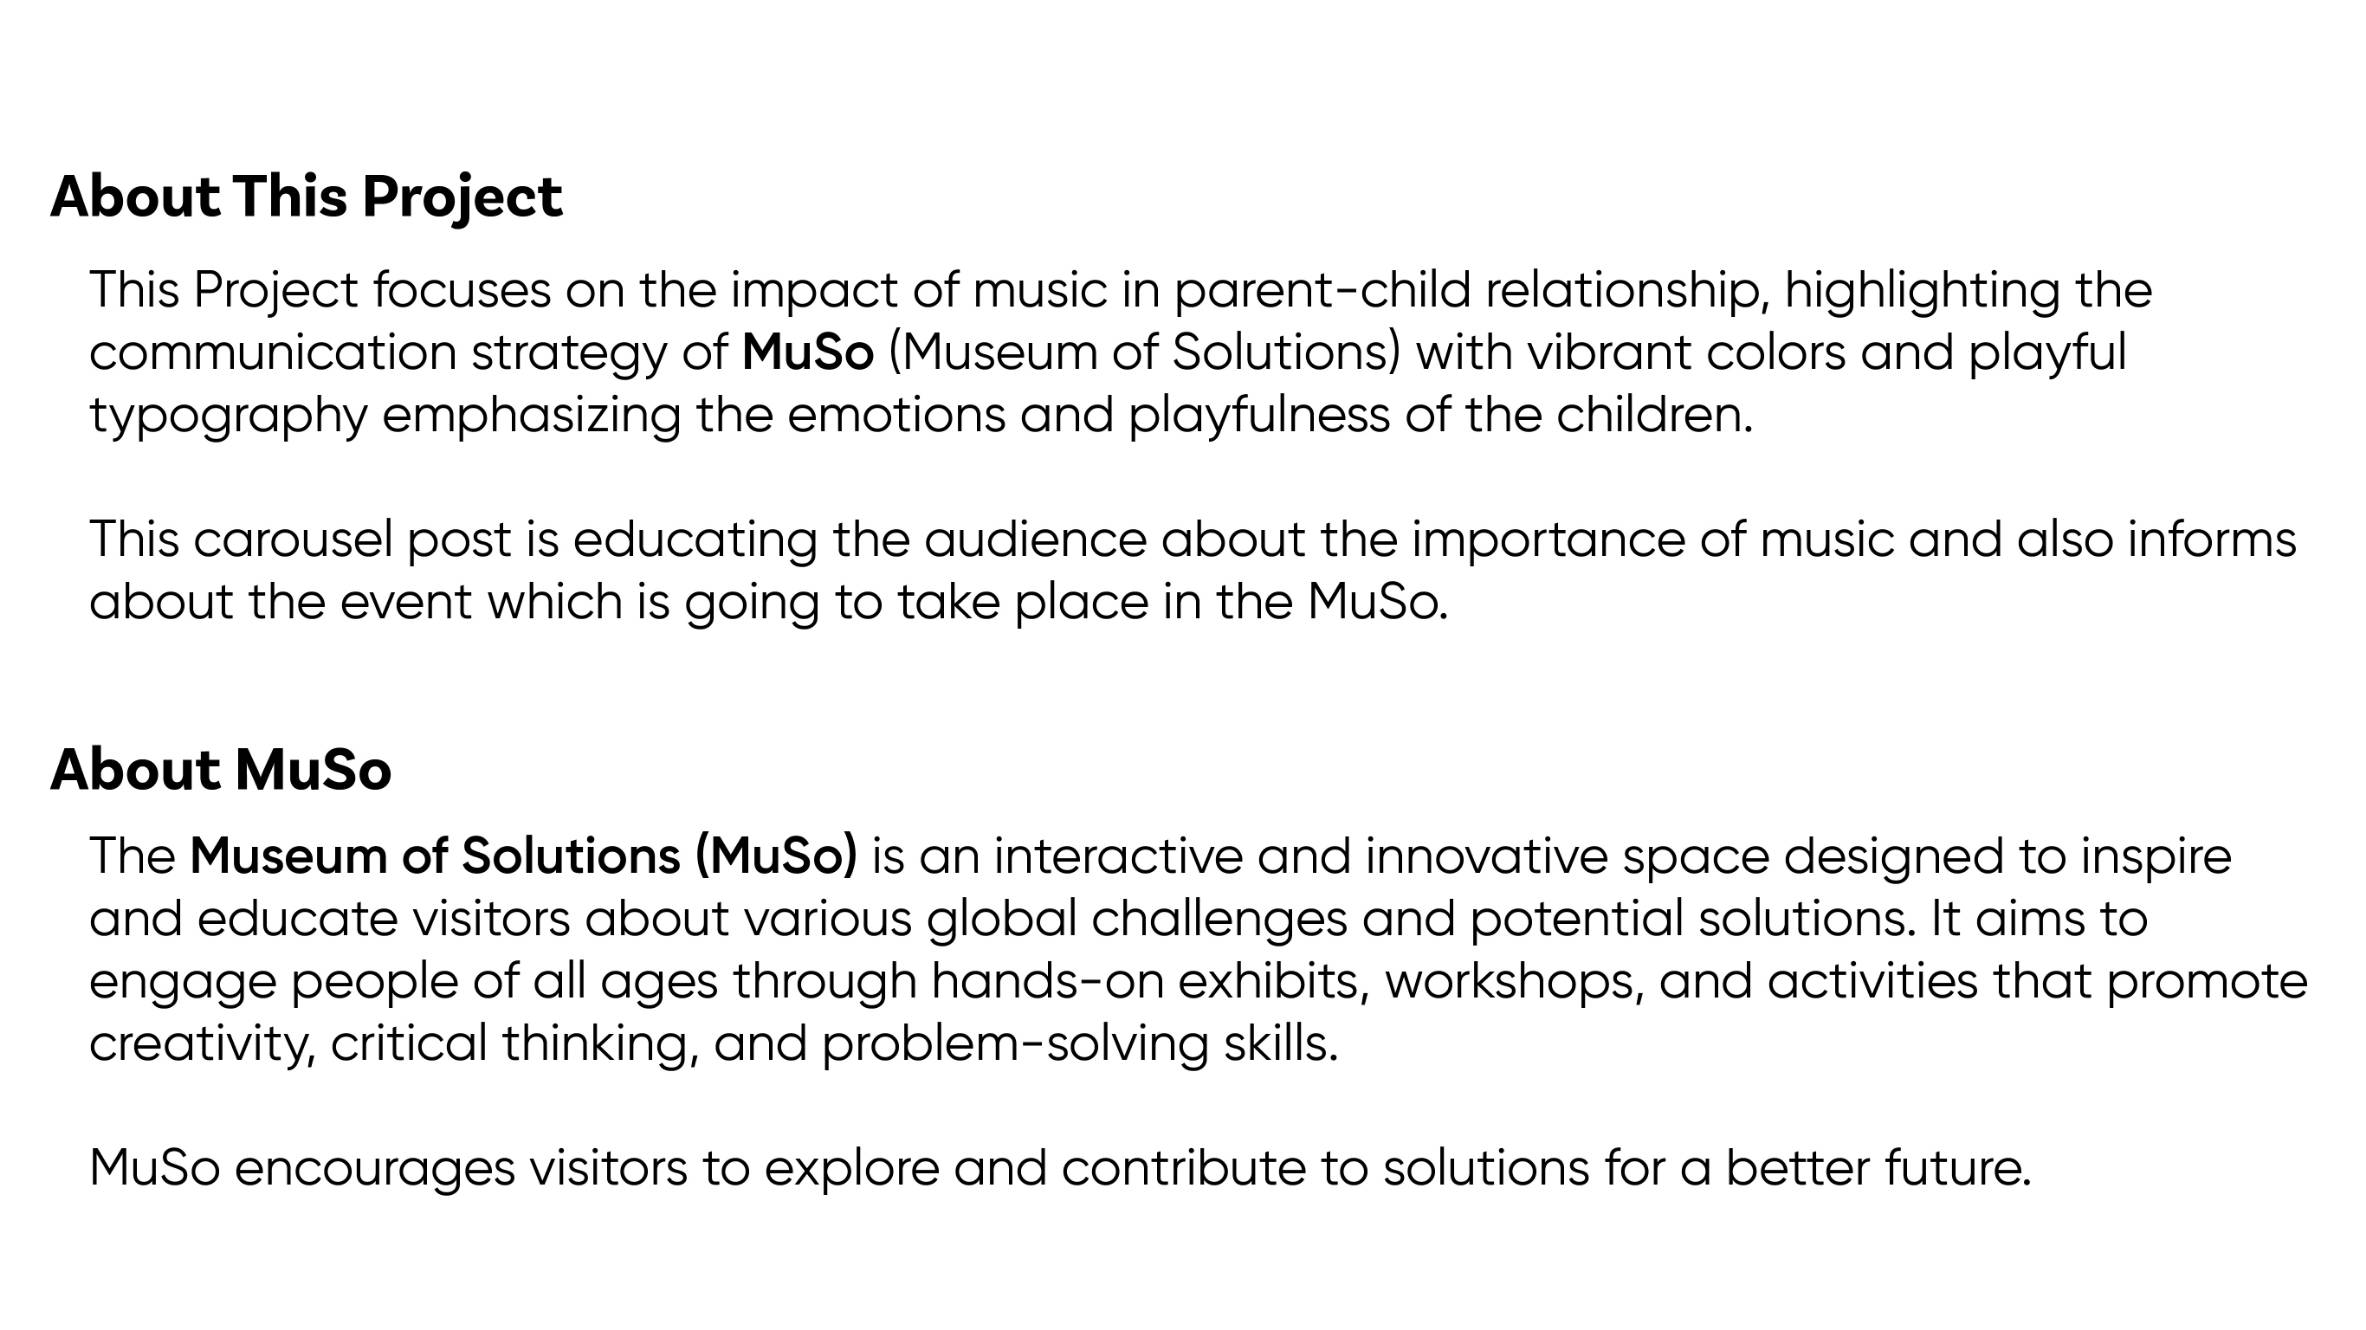 About This Project
This Project focuses on the impact of music in parent-child relationship, highlighting the
communication strategy of MuSo (Museum of Solutions) with vibrant colors and playful
typography emphasizing the emotions and playfulness of the children.
This carousel post is educating the audience about the importance of music and also informs
about the event which is going to take place in the MuSo.
About MuSo
The Museum of Solutions (MuSo) is an interactive and innovative space designed to inspire
and educate visitors about various global challenges and potential solutions. It aims to
engage people of all ages through hands-on exhibits, workshops, and activities that promote
creativity, critical thinking, and problem-solving skills.
MuSo encourages visitors to explore and contribute to solutions for a better future.